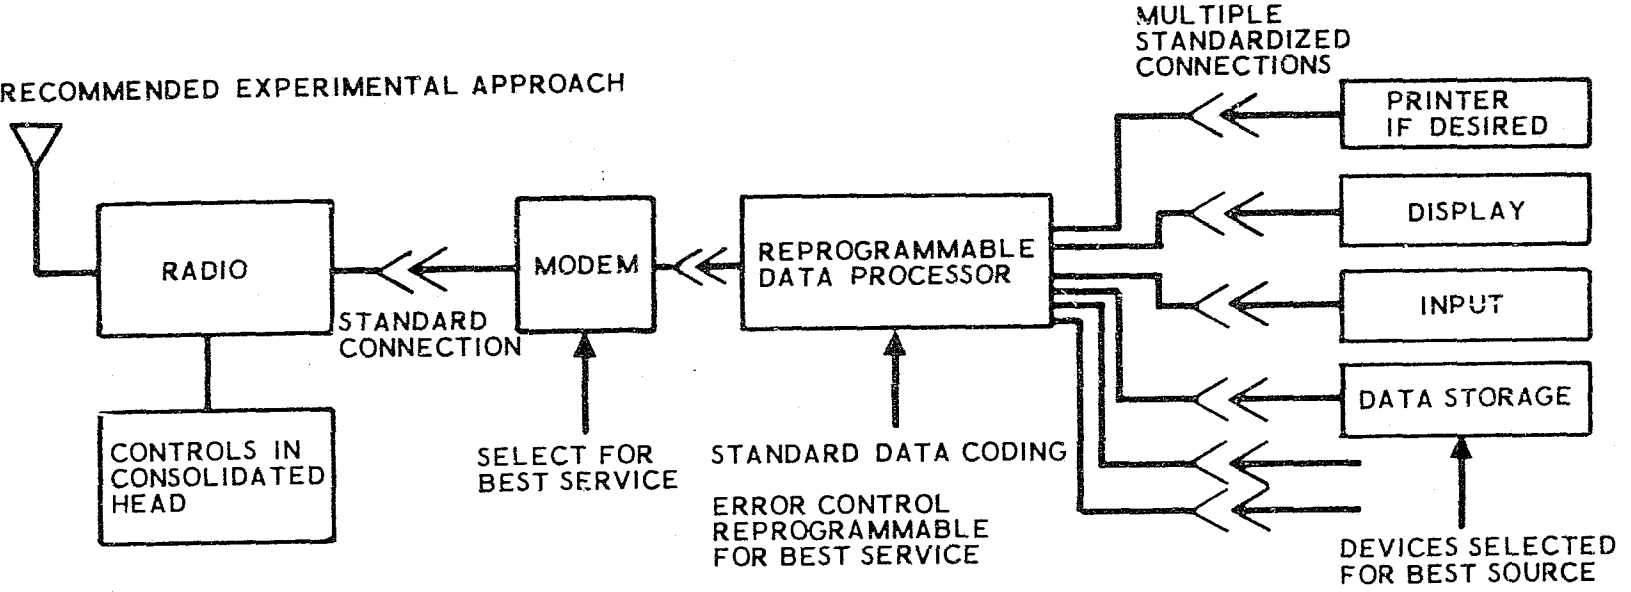 RECOMMENDED EXPERIMENTAL APPROACH
MULTIPLE
STANDARDIZED
CONNECTIONS
PRINTER
IF DESIRED
DISPLAY
INPUT
DATA STORAGE
RADIO
STANDARD
CONNECTION
MODEM
REPROGRAMMABLE
DATA PROCESSOR
CONTROLS IN
CONSOLIDATED
HEAD
SELECT FOR
BEST SERVICE
STANDARD DATA CODING
ERROR CONTROL
REPROGRAMMABLE
FOR BEST SERVICE
DEVICES SELECTED
FOR BEST SOURCE